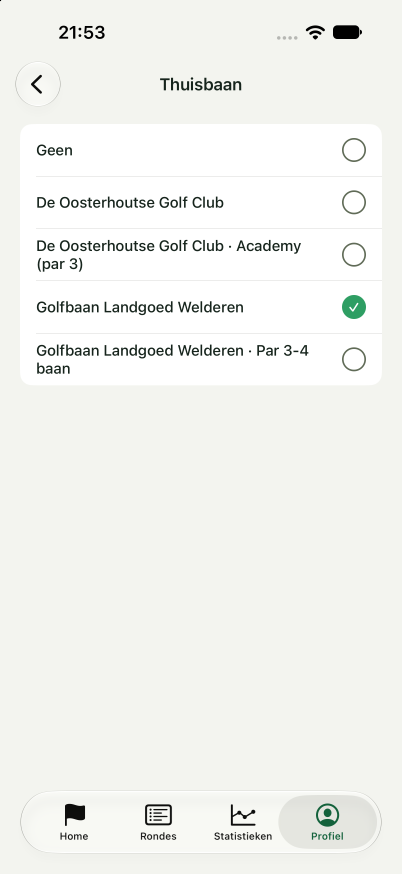 21:53
Thuisbaan
Geen
De Oosterhoutse Golf Club
De Oosterhoutse Golf Club · Academy
(par 3)
Golfbaan Landgoed Welderen
Golfbaan Landgoed Welderen · Par 3-4
baan
Home
Rondes
Statistieken
Profiel